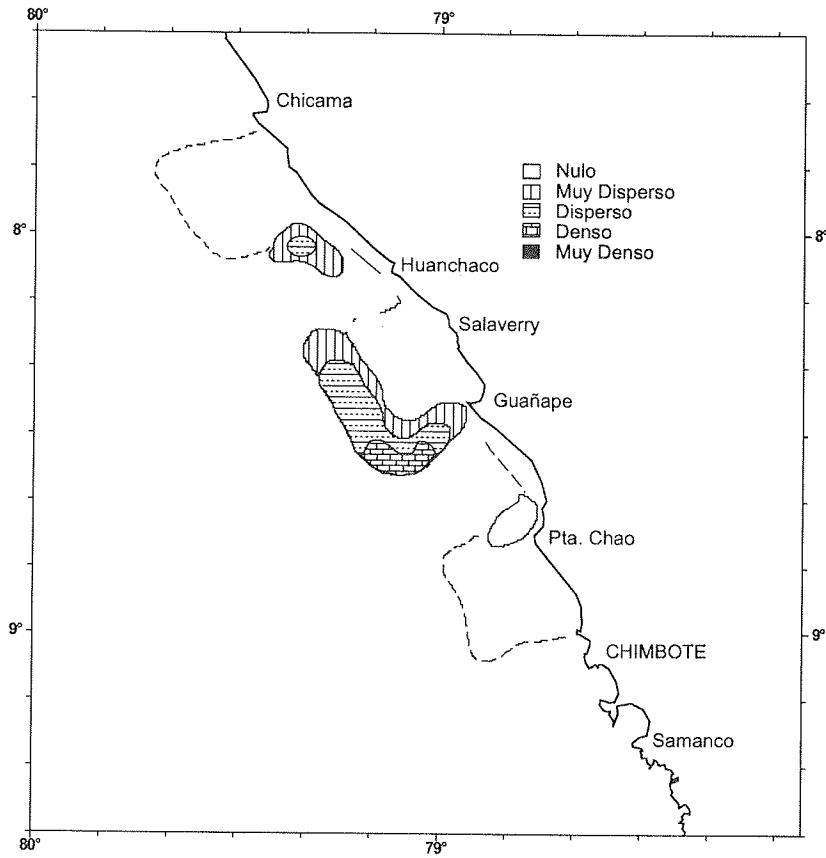 80°
79°
Chicama
Nulo
Muy Disperso
Disperso
Denso
Muy Denso
8°
8°
Huanchaco
Salaverry
Guañape
Pta. Chao
9°
9°
CHIMBOTE
Samanco
80°
79°